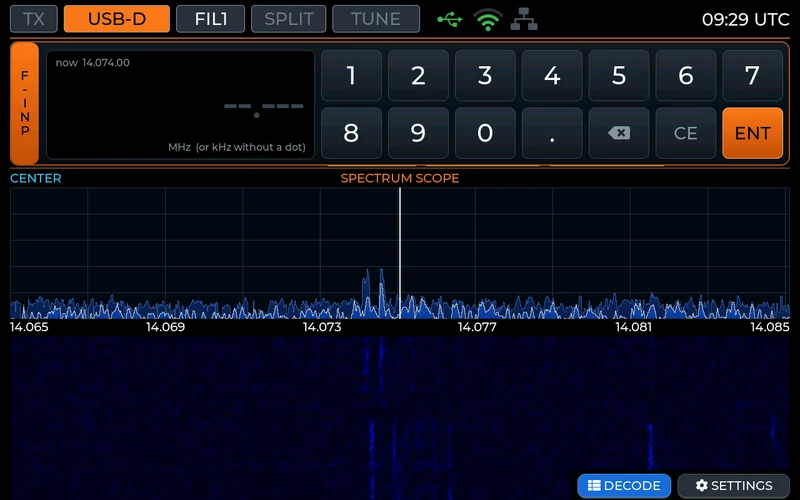 TX USB-D FIL1 SPLIT TUNE 09:29 UTC
F-INP
now 14.074.00
-- . ---
MHz (or kHz without a dot)
1 2 3 4 5 6 7
8 9 0 . CE ENT
CENTER SPECTRUM SCOPE
14.065 14.069 14.073 14.077 14.081 14.085
DECODE SETTINGS